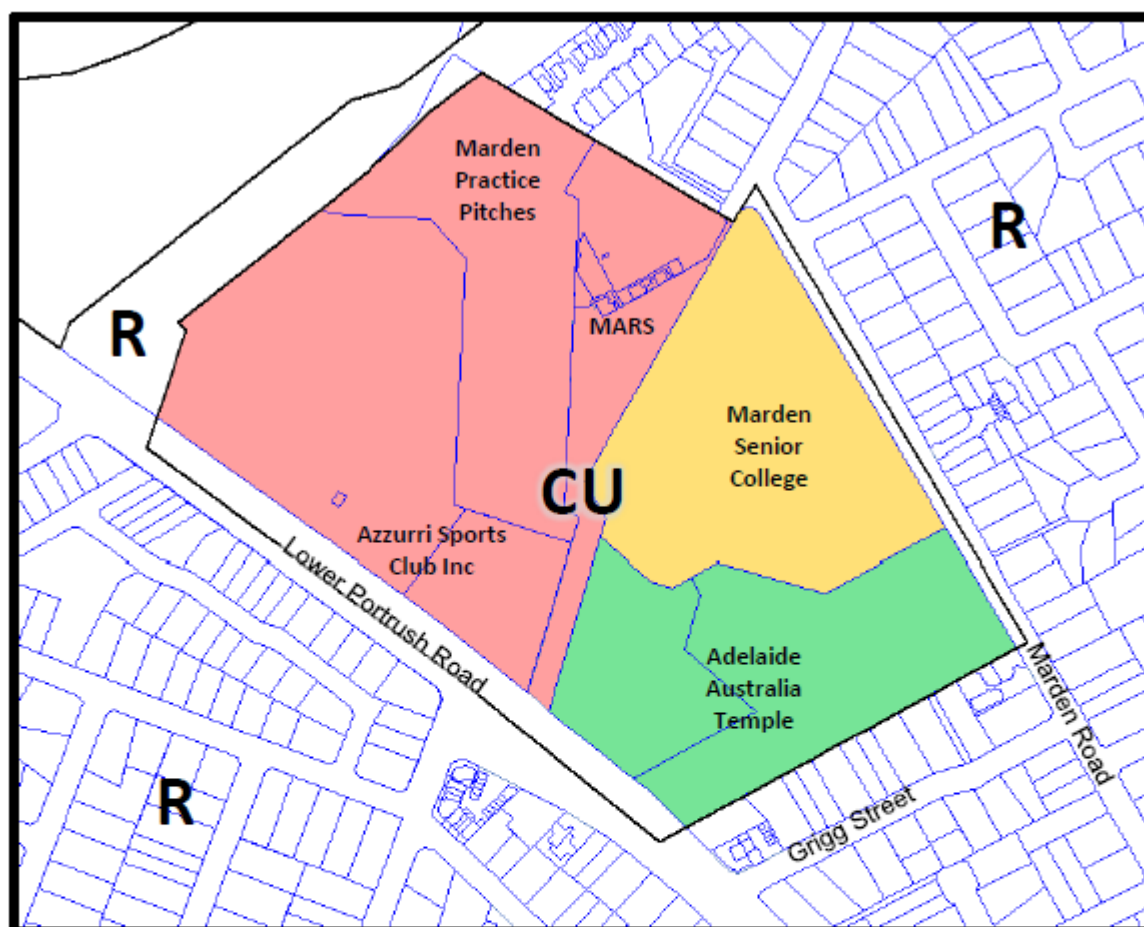 Marden
Practice
Pitches
R
MARS
R
Marden
Senior
College
CU
Azzurri Sports
Club Inc
Lower Portrush Road
Adelaide
Australia
Temple
Marden Road
R
Grigg Street